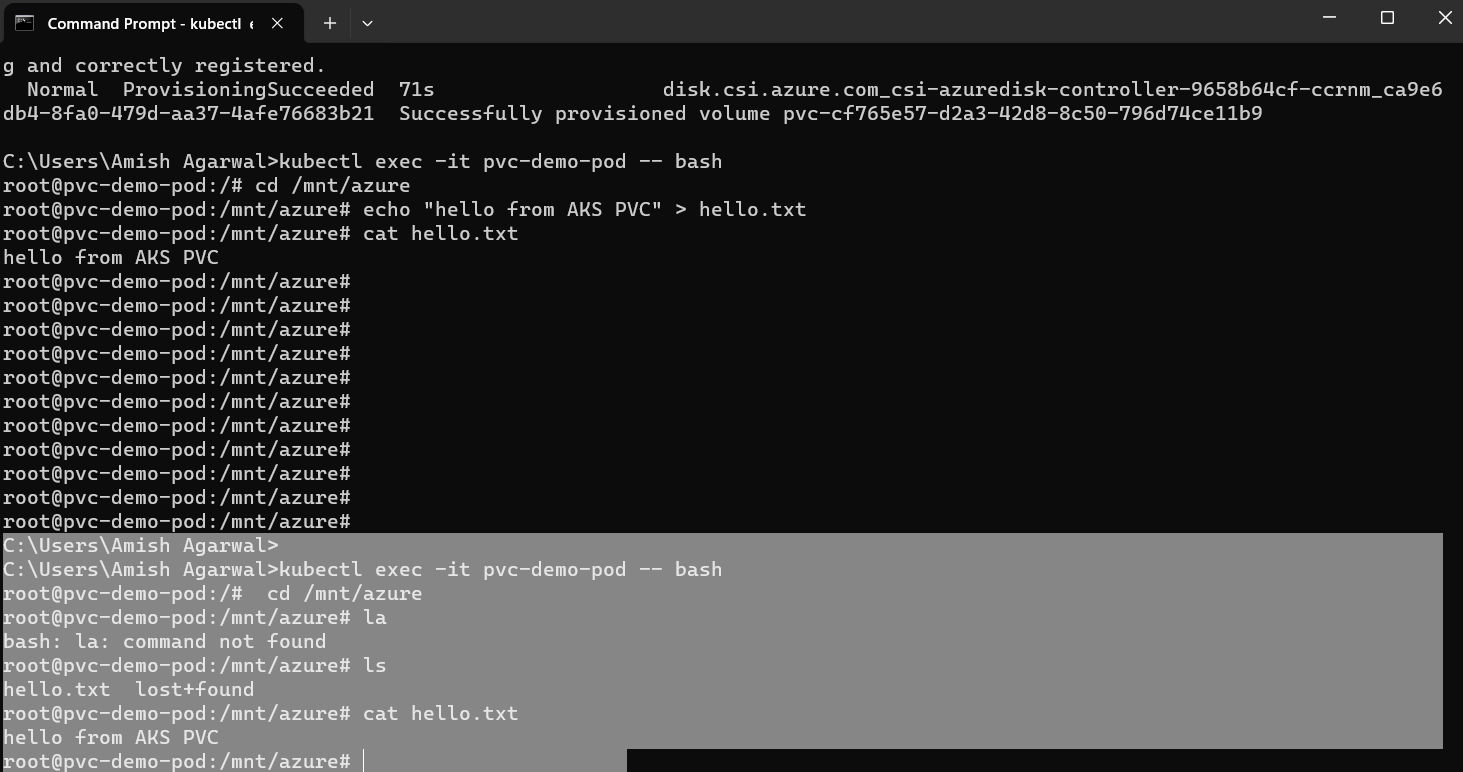 Command Prompt - kubectl e
g and correctly registered.
  Normal  ProvisioningSucceeded  71s                   disk.csi.azure.com_csi-azuredisk-controller-9658b64cf-ccrnm_ca9e6
db4-8fa0-479d-aa37-4afe76683b21  Successfully provisioned volume pvc-cf765e57-d2a3-42d8-8c50-796d74ce11b9
C:\Users\Amish Agarwal>kubectl exec -it pvc-demo-pod -- bash
root@pvc-demo-pod:/# cd /mnt/azure
root@pvc-demo-pod:/mnt/azure# echo "hello from AKS PVC" > hello.txt
root@pvc-demo-pod:/mnt/azure# cat hello.txt
hello from AKS PVC
root@pvc-demo-pod:/mnt/azure#
root@pvc-demo-pod:/mnt/azure#
root@pvc-demo-pod:/mnt/azure#
root@pvc-demo-pod:/mnt/azure#
root@pvc-demo-pod:/mnt/azure#
root@pvc-demo-pod:/mnt/azure#
root@pvc-demo-pod:/mnt/azure#
root@pvc-demo-pod:/mnt/azure#
root@pvc-demo-pod:/mnt/azure#
root@pvc-demo-pod:/mnt/azure#
root@pvc-demo-pod:/mnt/azure#
C:\Users\Amish Agarwal>
C:\Users\Amish Agarwal>kubectl exec -it pvc-demo-pod -- bash
root@pvc-demo-pod:/#  cd /mnt/azure
root@pvc-demo-pod:/mnt/azure# la
bash: la: command not found
root@pvc-demo-pod:/mnt/azure# ls
hello.txt  lost+found
root@pvc-demo-pod:/mnt/azure# cat hello.txt
hello from AKS PVC
root@pvc-demo-pod:/mnt/azure#